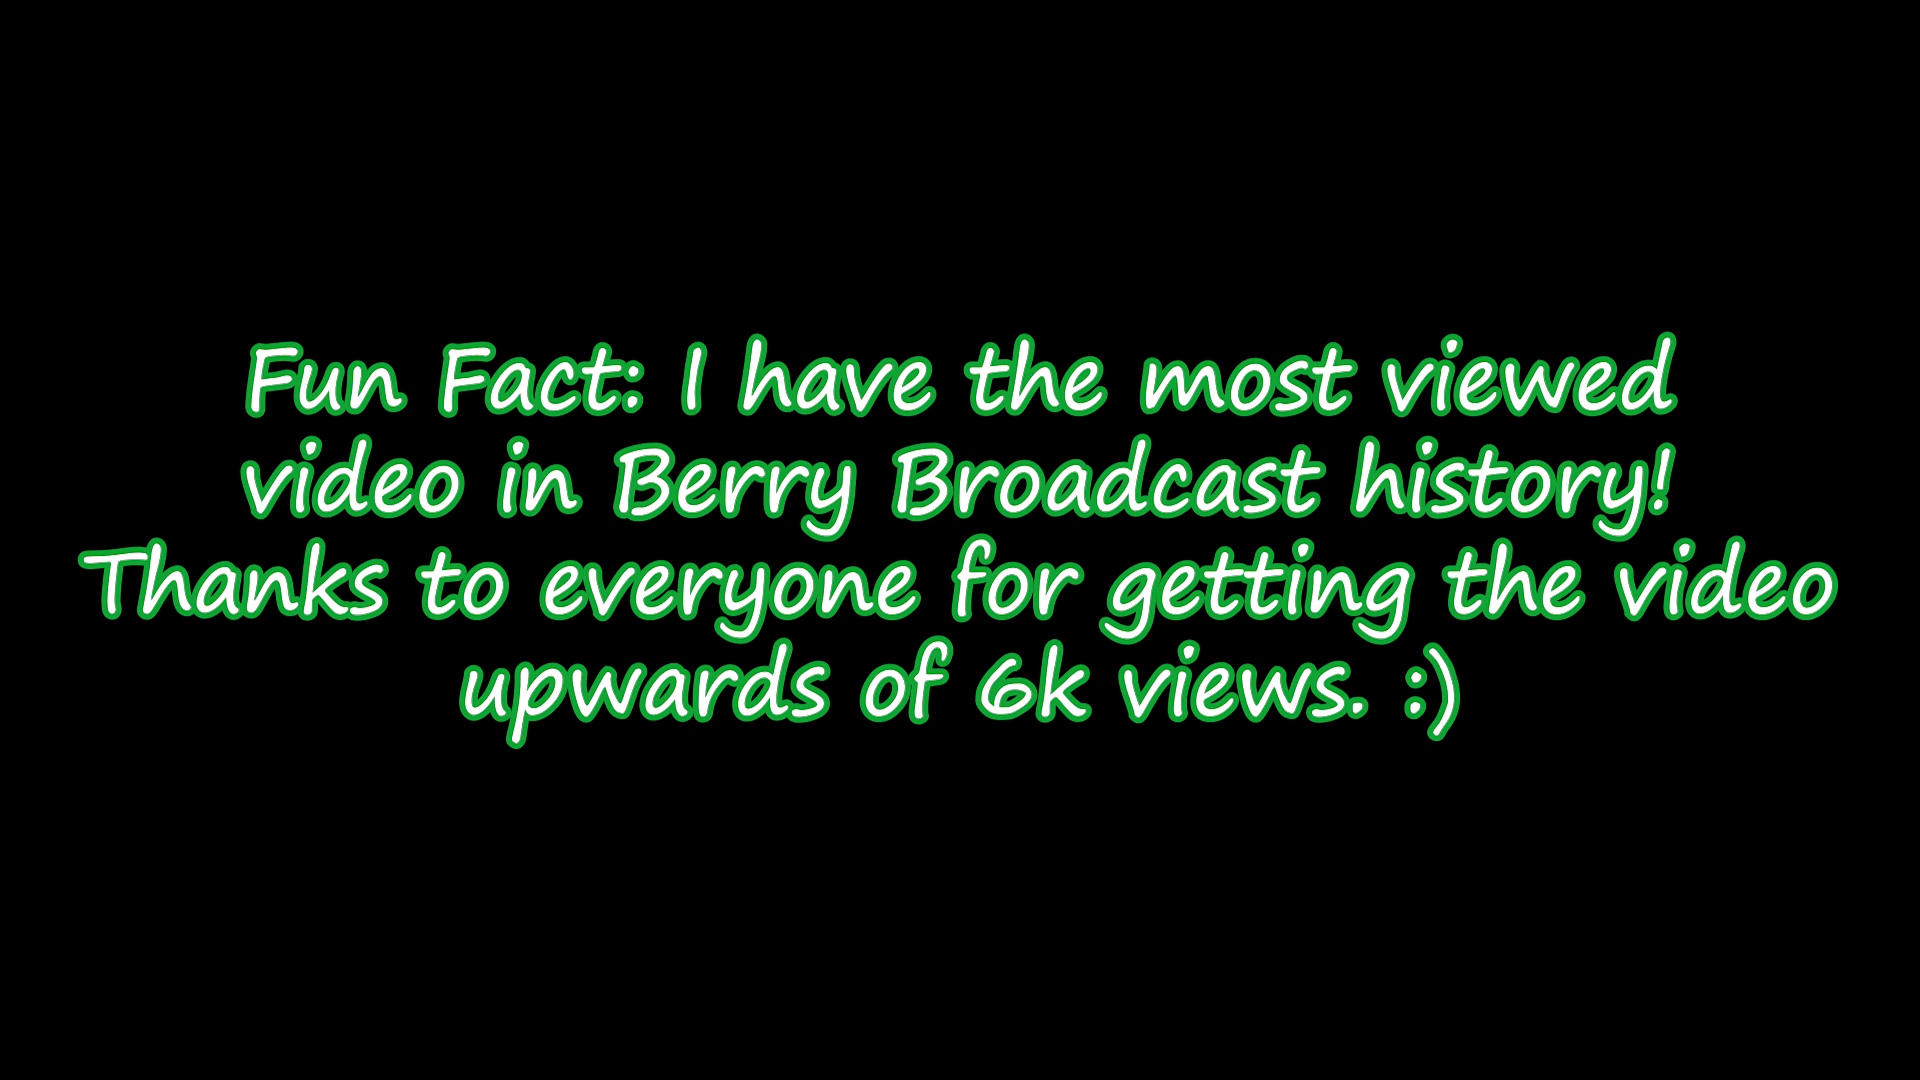 Fun Fact: I have the most viewed
video in Berry Broadcast history!
Thanks to everyone for getting the video
upwards of 6k views. :)